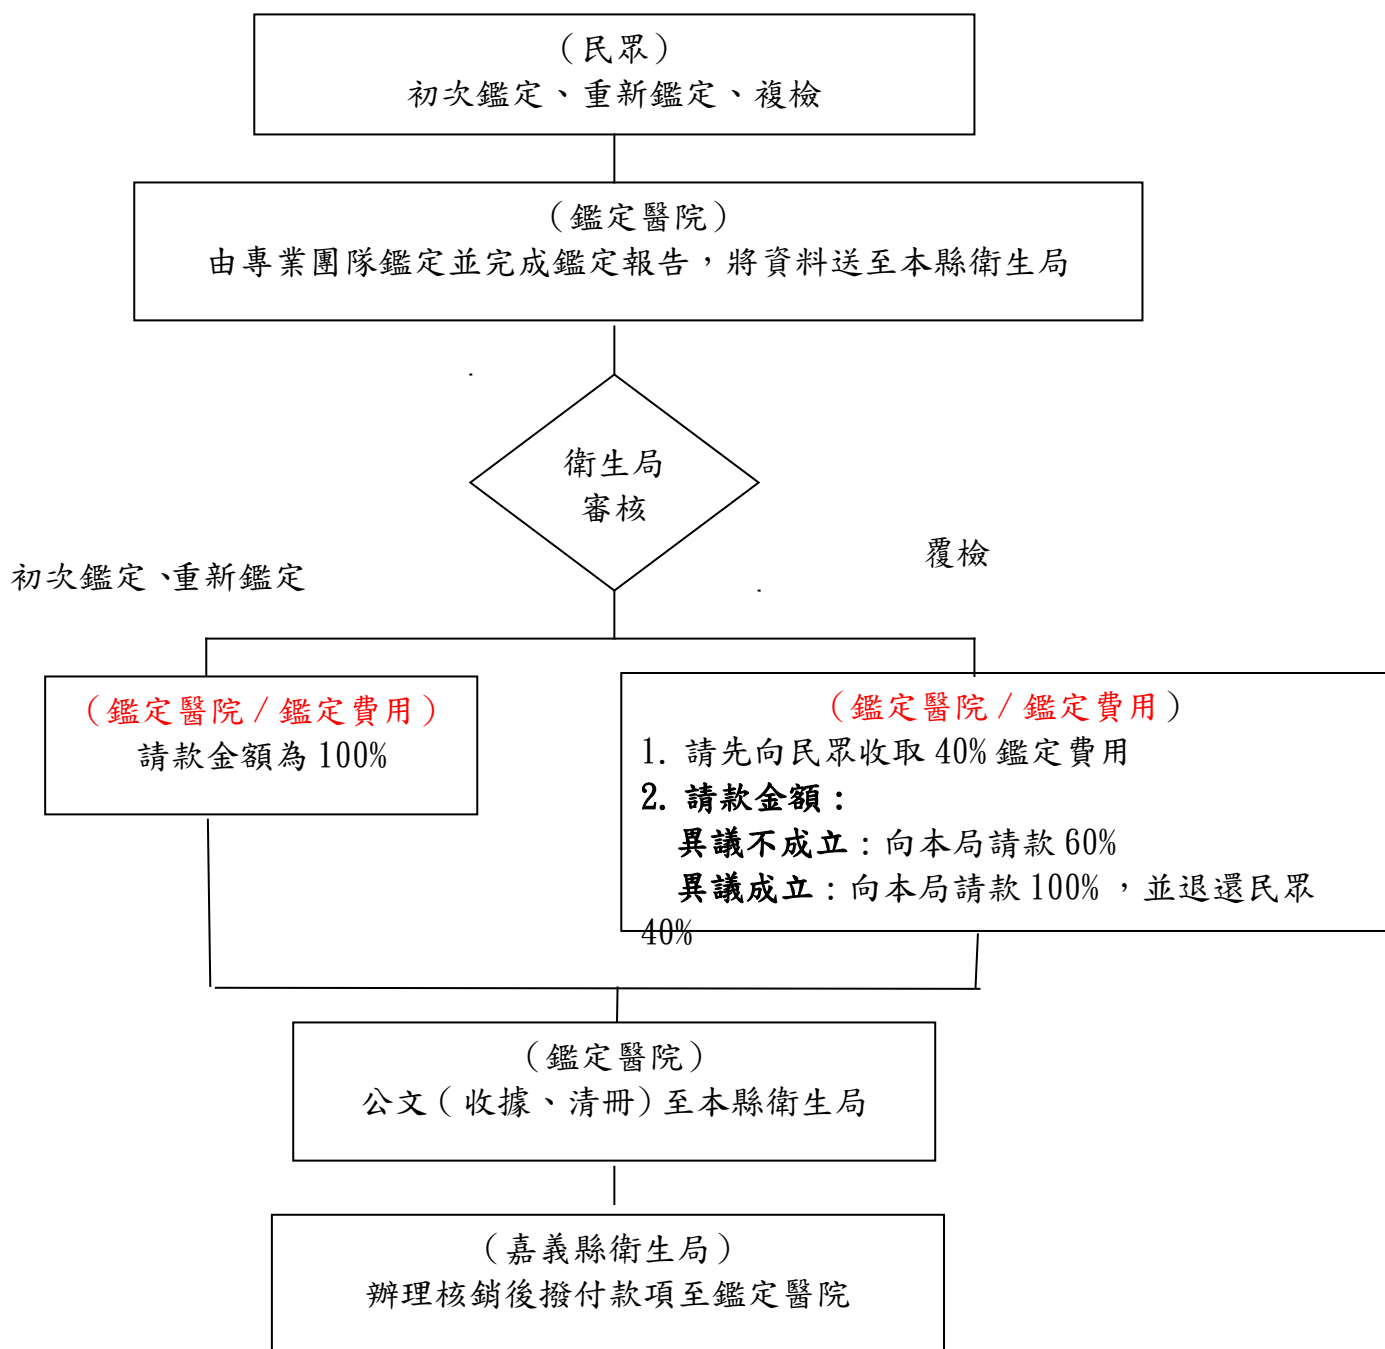 （民眾）
初次鑑定、重新鑑定、複檢
（鑑定醫院）
由專業團隊鑑定並完成鑑定報告，將資料送至本縣衛生局
衛生局
審核
初次鑑定、重新鑑定
覆檢
（鑑定醫院/鑑定費用）
請款金額為100%
（鑑定醫院/鑑定費用）
1. 請先向民眾收取40%鑑定費用
2. 請款金額：
異議不成立：向本局請款60%
異議成立：向本局請款100%，並退還民眾
40%
（鑑定醫院）
公文（收據、清冊）至本縣衛生局
（嘉義縣衛生局）
辦理核銷後撥付款項至鑑定醫院